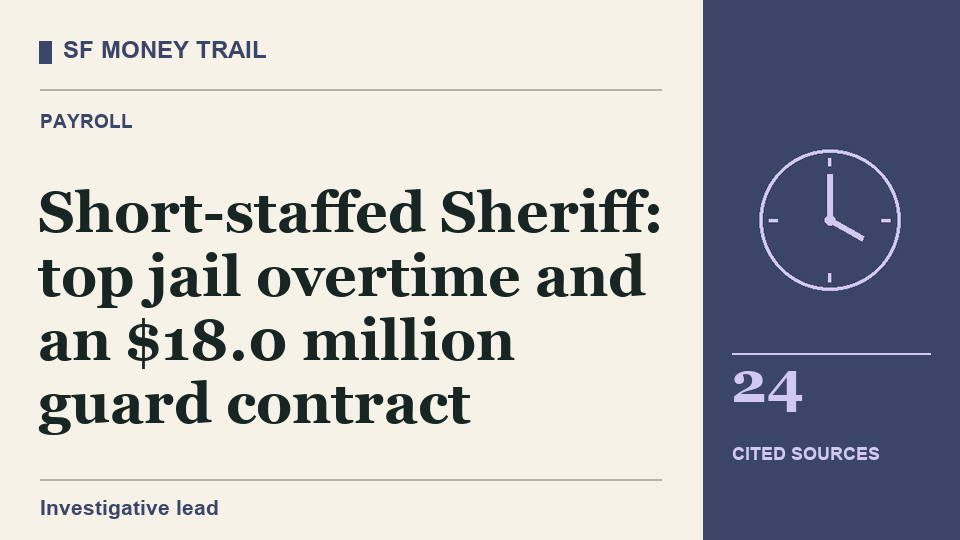 SF MONEY TRAIL
PAYROLL
Short-staffed Sheriff:
top jail overtime and
an $18.0 million
guard contract
Investigative lead
24
CITED SOURCES